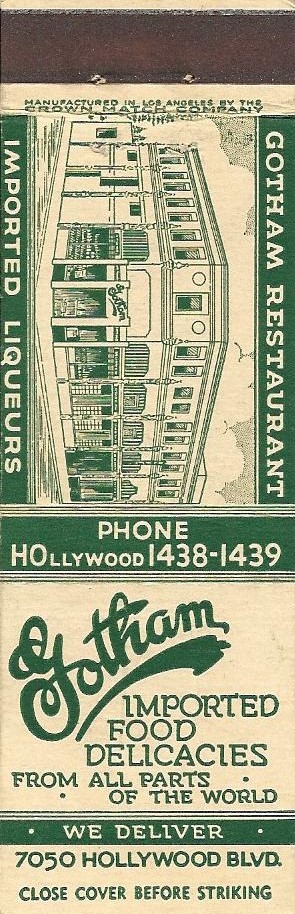 MANUFACTURED IN LOS ANGELES BY THE
CROWN MATCH COMPANY
GOTHAM RESTAURANT
IMPORTED LIQUEURS
Gotham
PHONE
HOLLYWOOD 1438-1439
Gotham
IMPORTED
FOOD
DELICACIES
FROM ALL PARTS •
• OF THE WORLD
• WE DELIVER •
7050 HOLLYWOOD BLVD.
CLOSE COVER BEFORE STRIKING